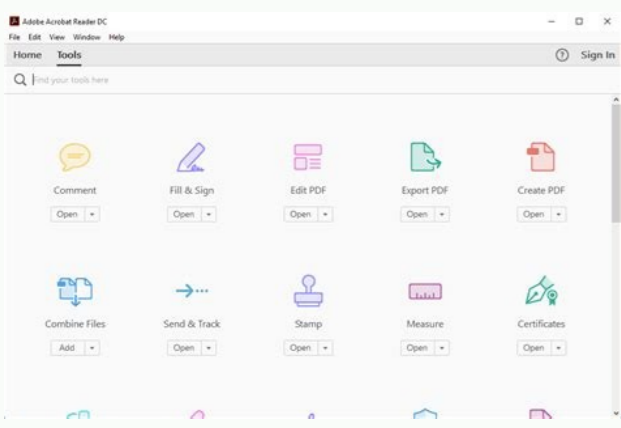 Adobe Acrobat Reader DC
File Edit View Window Help
Home Tools
Sign In
Find your tools here
Comment Fill & Sign Edit PDF Export PDF Create PDF
Open Open Open Open Open
Combine Files Send & Track Stamp Measure Certificates
Add Open Open Open Open